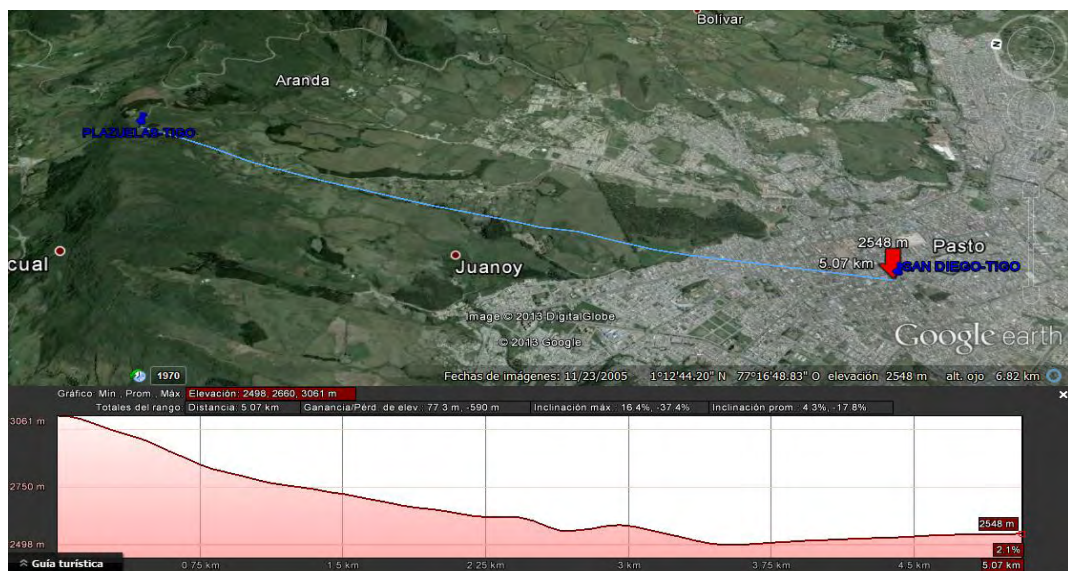 Bolivar
N
Aranda
PLAZUELAS-TIGO
2548 m
Pasto
5.07 km
SAN DIEGO-TIGO
cual
Juanoy
Image © 2013 DigitalGlobe
© 2013 Google
Google earth
1970
Fechas de imágenes: 11/23/2005 1°12'44.20" N 77°16'48.83" O elevación 2548 m alt. ojo 6.82 km
Gráfico: Mín., Prom., Máx. Elevación: 2498, 2660, 3061 m
Totales del rango: Distancia: 5.07 km Ganancia/Pérd. de elev.: 77.3 m, -590 m Inclinación máx.: 16.4%, -37.4% Inclinación prom.: 4.3%, -17.8%
3061 m
2750 m
2498 m
2548 m
2.1%
Guía turística
0.75 km
1.5 km
2.25 km
3 km
3.75 km
4.5 km
5.07 km